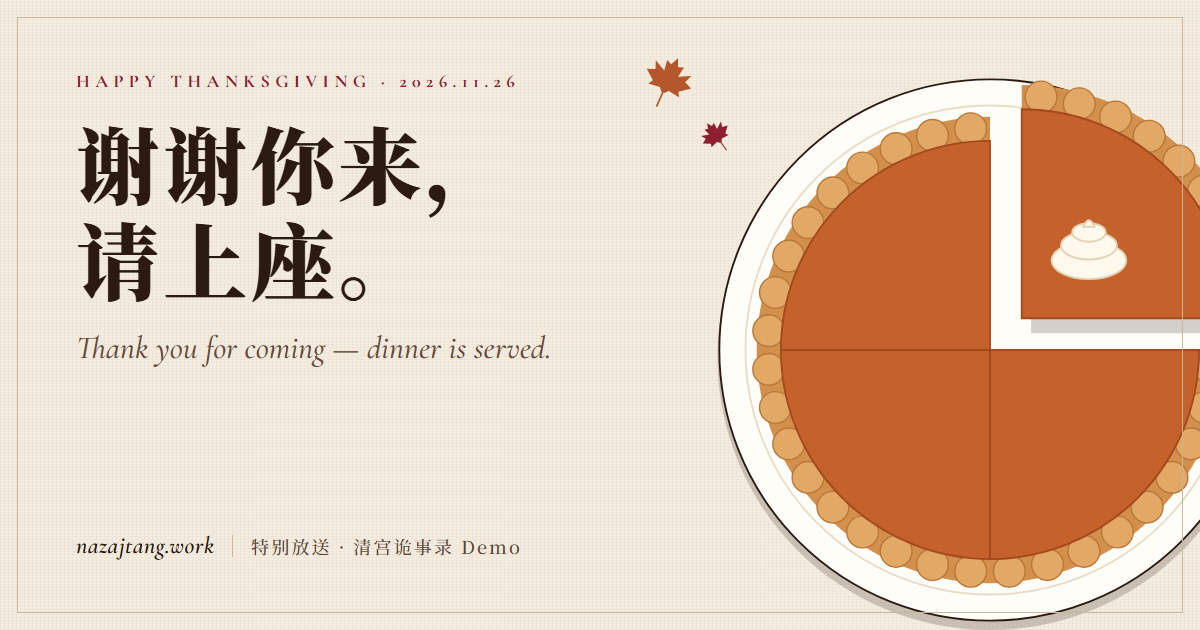 HAPPY THANKSGIVING · 2026.11.26
谢谢你来，
请上座。
Thank you for coming — dinner is served.
nazajtang.work
特别放送 · 清宫诡事录 Demo